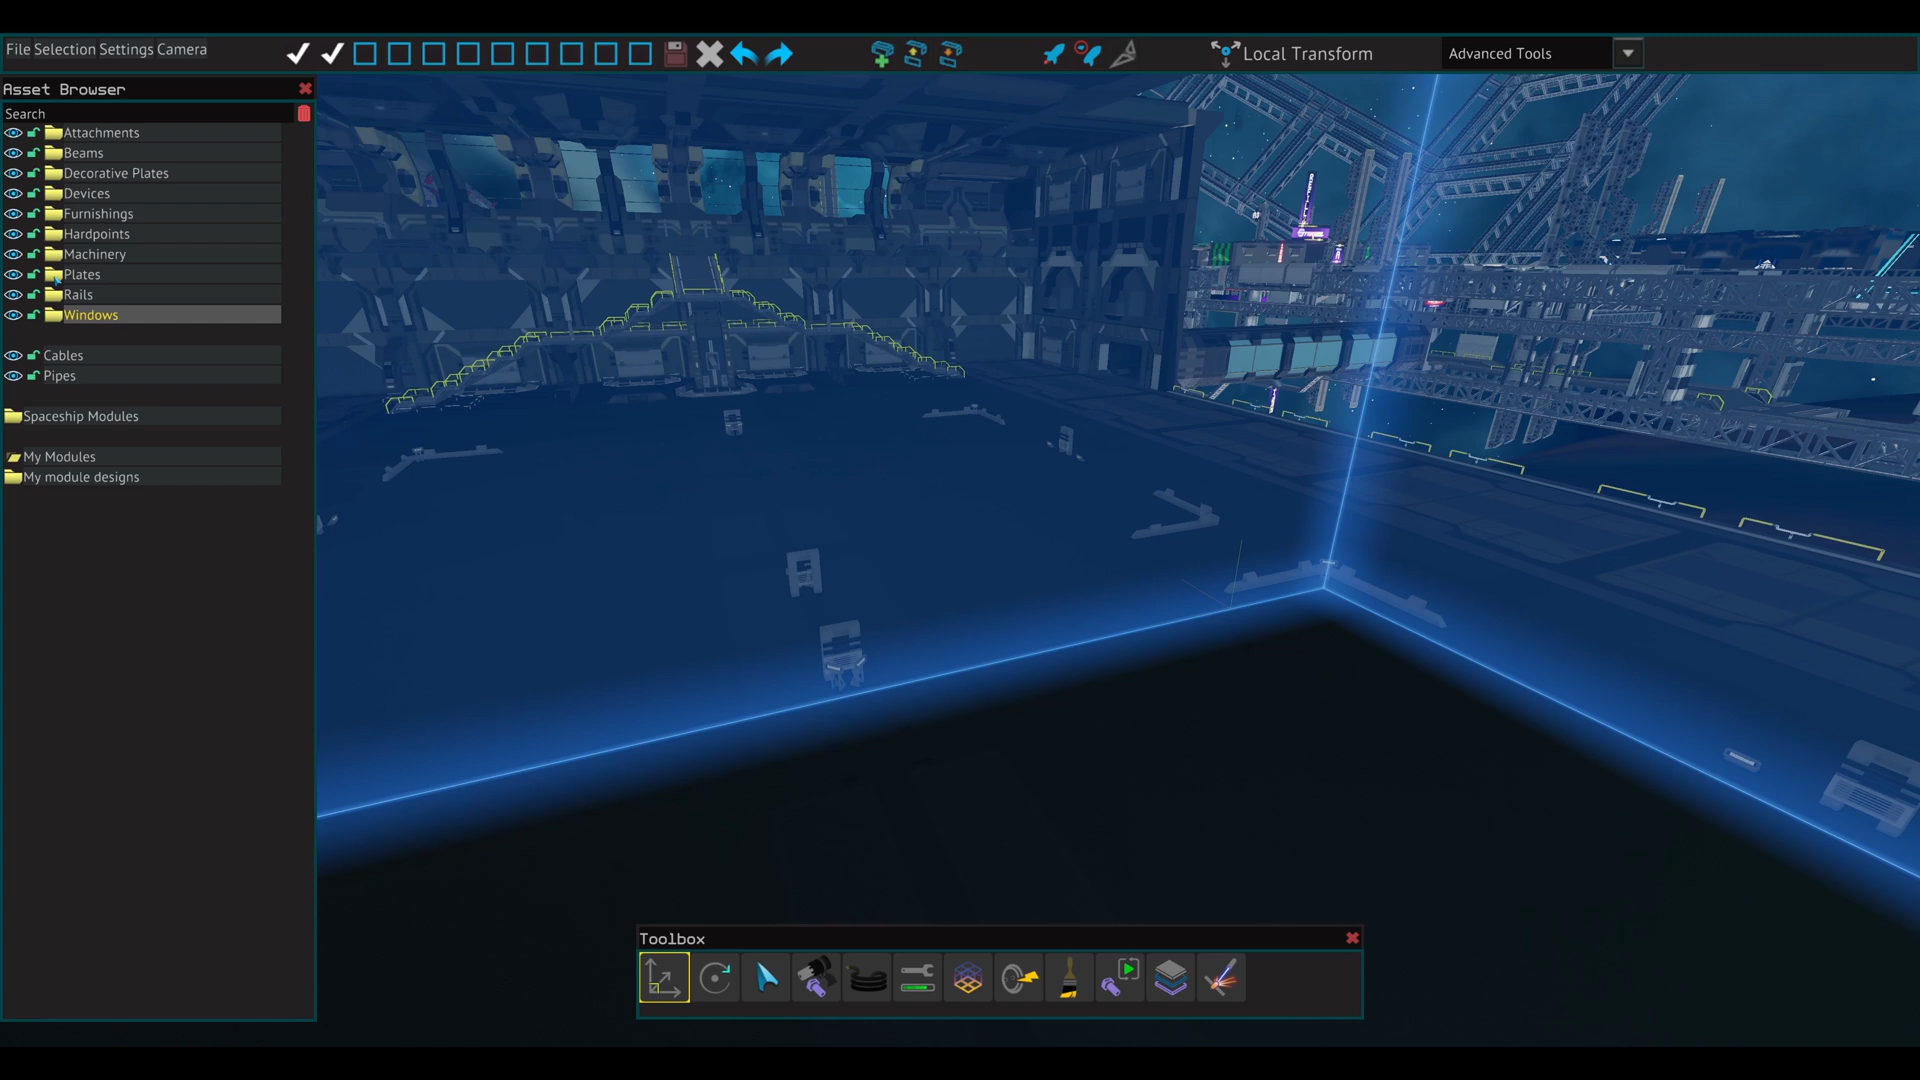 File Selection Settings Camera
Local Transform
Advanced Tools
Asset Browser
Search
Attachments
Beams
Decorative Plates
Devices
Furnishings
Hardpoints
Machinery
Plates
Rails
Windows
Cables
Pipes
Spaceship Modules
My Modules
My module designs
Toolbox